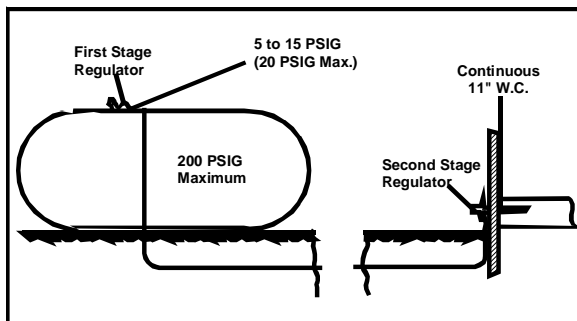 First Stage
Regulator
5 to 15 PSIG
(20 PSIG Max.)
Continuous
11" W.C.
200 PSIG
Maximum
Second Stage
Regulator